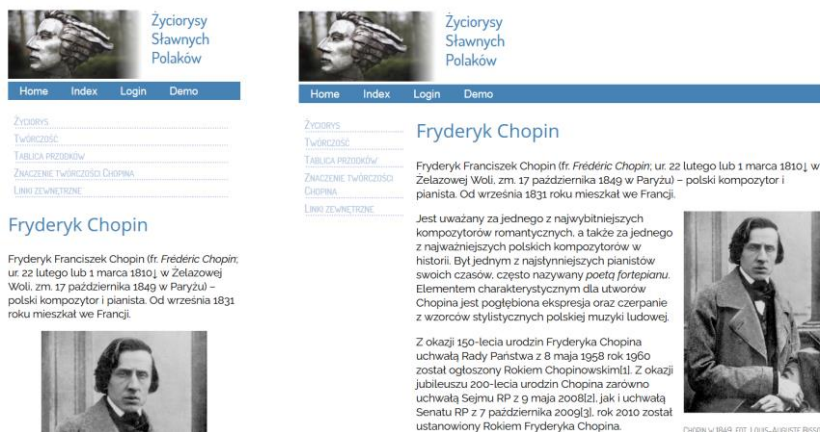 Życiorysy
Sławnych
Polaków
Home Index Login Demo
Życiorys
Twórczość
Tablica przodków
Znaczenie twórczości Chopina
Linki zewnętrzne
Fryderyk Chopin
Fryderyk Franciszek Chopin (fr. Frédéric Chopin;
ur. 22 lutego lub 1 marca 1810↓ w Żelazowej
Woli, zm. 17 października 1849 w Paryżu) –
polski kompozytor i pianista. Od września 1831
roku mieszkał we Francji.
Życiorysy
Sławnych
Polaków
Home Index Login Demo
Życiorys
Twórczość
Tablica przodków
Znaczenie twórczości
Chopina
Linki zewnętrzne
Fryderyk Chopin
Fryderyk Franciszek Chopin (fr. Frédéric Chopin; ur. 22 lutego lub 1 marca 1810↓ w
Żelazowej Woli, zm. 17 października 1849 w Paryżu) – polski kompozytor i
pianista. Od września 1831 roku mieszkał we Francji.
Jest uważany za jednego z najwybitniejszych
kompozytorów romantycznych, a także za jednego
z najważniejszych polskich kompozytorów w
historii. Był jednym z najsłynniejszych pianistów
swoich czasów, często nazywany poetą fortepianu.
Elementem charakterystycznym dla utworów
Chopina jest pogłębiona ekspresja oraz czerpanie
z wzorców stylistycznych polskiej muzyki ludowej.
Z okazji 150-lecia urodzin Fryderyka Chopina
uchwałą Rady Państwa z 8 maja 1958 rok 1960
został ogłoszony Rokiem Chopinowskim[1]. Z okazji
jubileuszu 200-lecia urodzin Chopina zarówno
uchwałą Sejmu RP z 9 maja 2008[2], jak i uchwałą
Senatu RP z 7 października 2009[3], rok 2010 został
ustanowiony Rokiem Fryderyka Chopina.
Chopin w 1849, fot. Louis-Auguste